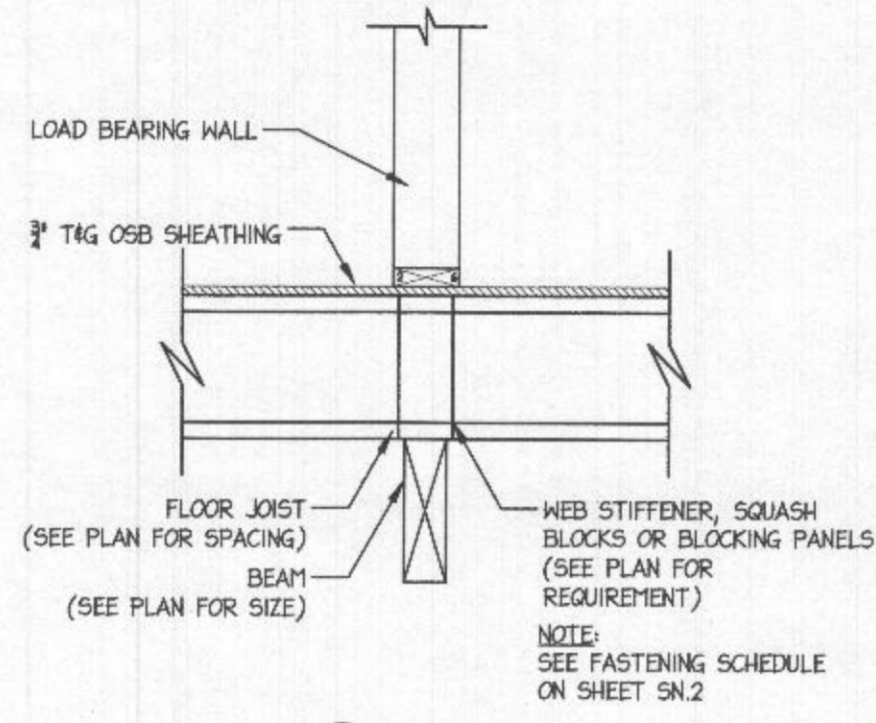 LOAD BEARING WALL
3/4" T&G OSB SHEATHING
FLOOR JOIST
(SEE PLAN FOR SPACING)
BEAM
(SEE PLAN FOR SIZE)
WEB STIFFENER, SQUASH
BLOCKS OR BLOCKING PANELS
(SEE PLAN FOR
REQUIREMENT)
NOTE:
SEE FASTENING SCHEDULE
ON SHEET SN.2